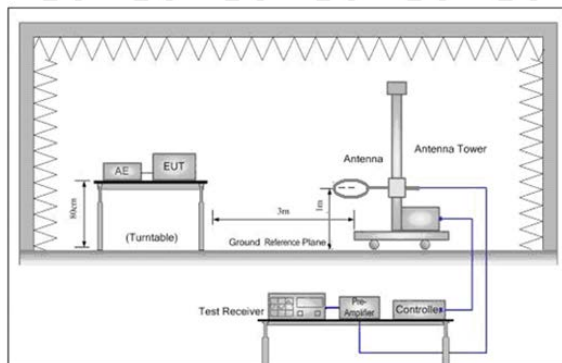 Antenna Tower
Antenna
AE
EUT
80cm
3m
1m
(Turntable)
Ground Reference Plane
Test Receiver
Pre-
Amplifier
Controller